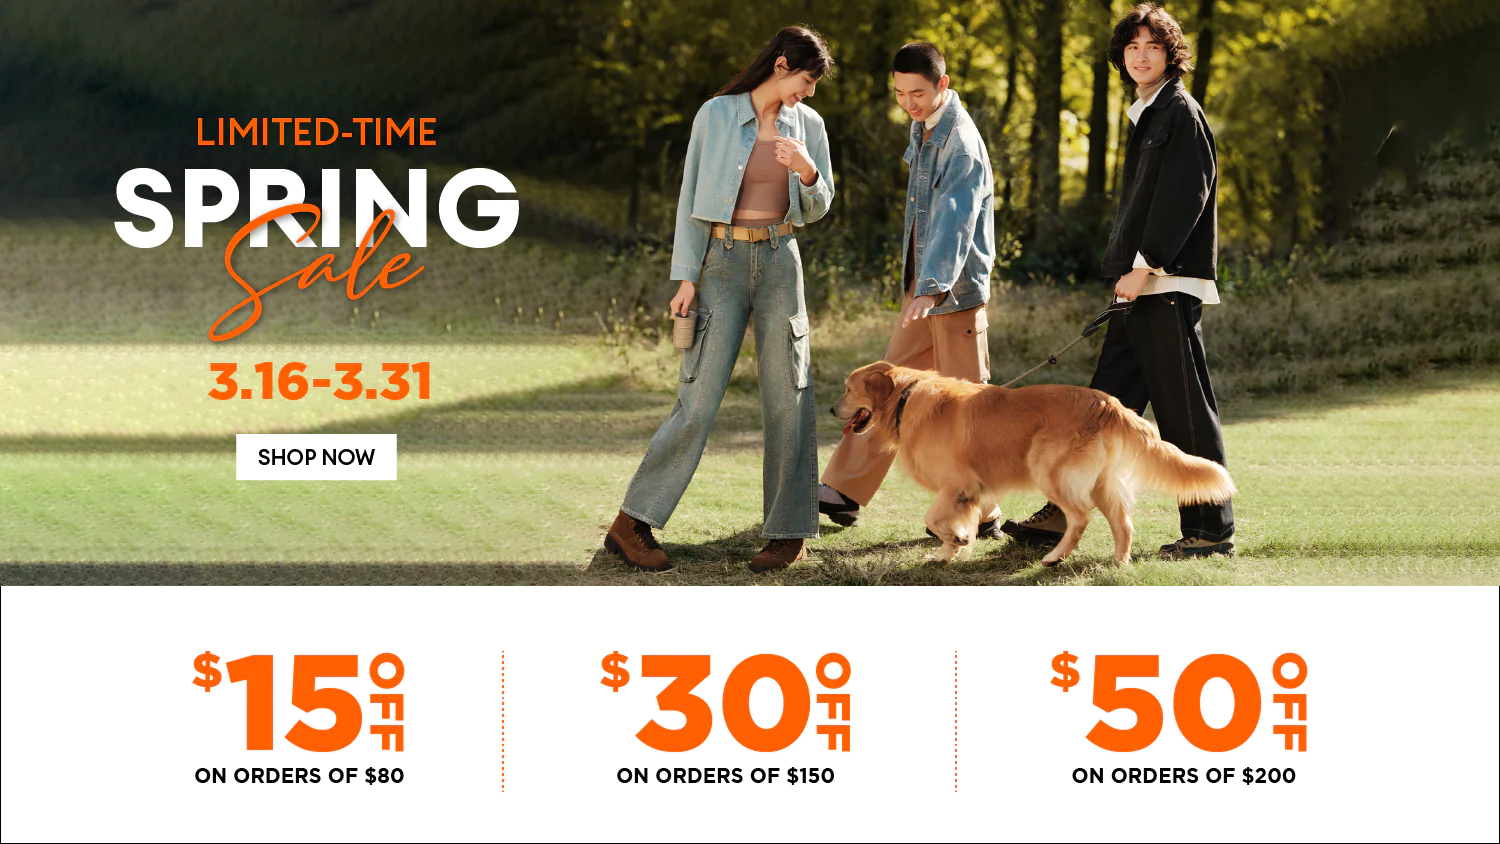 LIMITED-TIME
SPRING
Sale
3.16-3.31
SHOP NOW
$15 OFF
ON ORDERS OF $80
$30 OFF
ON ORDERS OF $150
$50 OFF
ON ORDERS OF $200